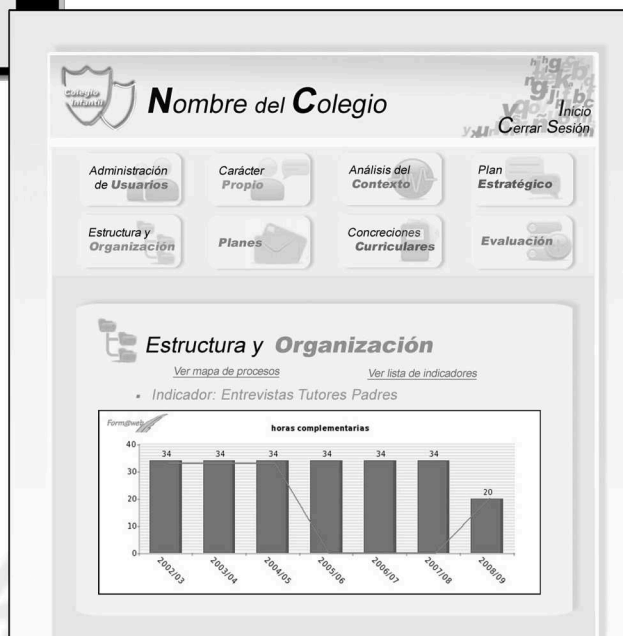 Colegio
Infantil
Nombre del Colegio
Inicio
Cerrar Sesión
Administración
de Usuarios
Carácter
Propio
Análisis del
Contexto
Plan
Estratégico
Estructura y
Organización
Planes
Concreciones
Curriculares
Evaluación
Estructura y Organización
Ver mapa de procesos
Ver lista de indicadores
Indicador: Entrevistas Tutores Padres
Form@web
horas complementarias
40
30
20
10
0
34 34 34 34 34 34 20
2002/03 2003/04 2004/05 2005/06 2006/07 2007/08 2008/09